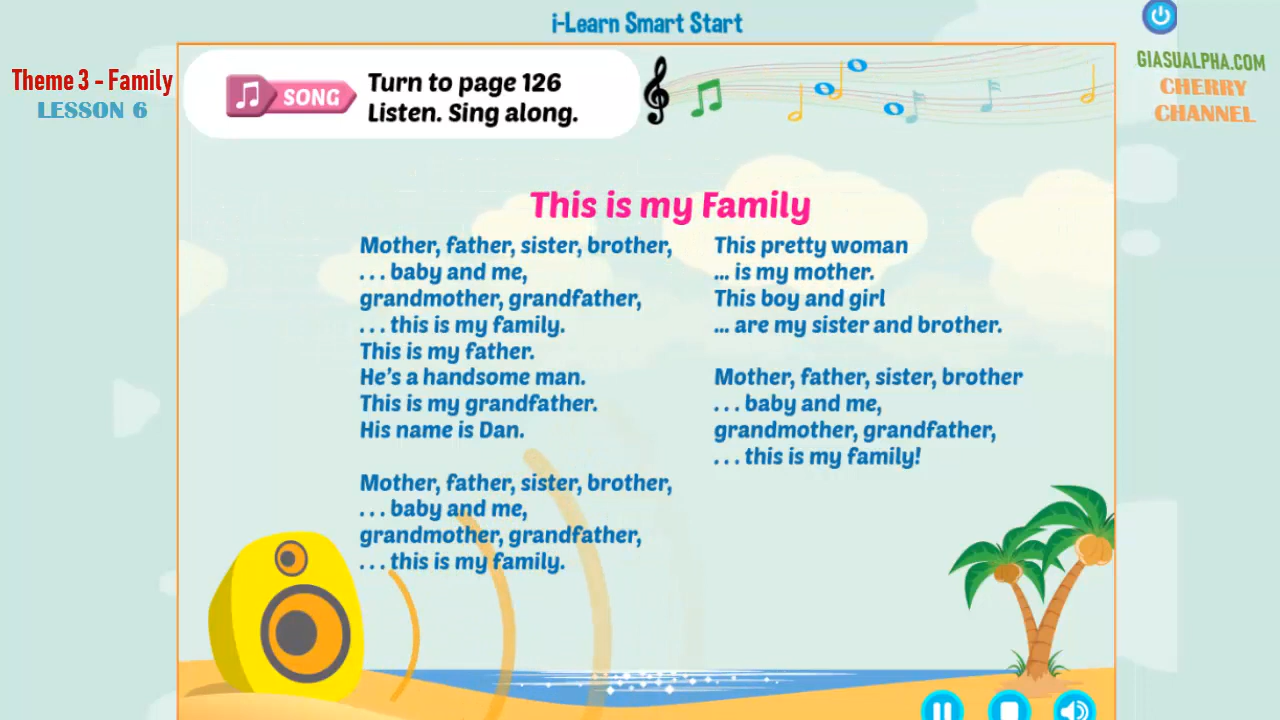 i-Learn Smart Start
Theme 3 - Family
LESSON 6
GIASUALPHA.COM
CHERRY
CHANNEL
SONG
Turn to page 126
Listen. Sing along.
This is my Family
Mother, father, sister, brother,
. . . baby and me,
grandmother, grandfather,
. . . this is my family.
This is my father.
He's a handsome man.
This is my grandfather.
His name is Dan.
Mother, father, sister, brother,
. . . baby and me,
grandmother, grandfather,
. . . this is my family.
This pretty woman
... is my mother.
This boy and girl
... are my sister and brother.
Mother, father, sister, brother
. . . baby and me,
grandmother, grandfather,
. . . this is my family!